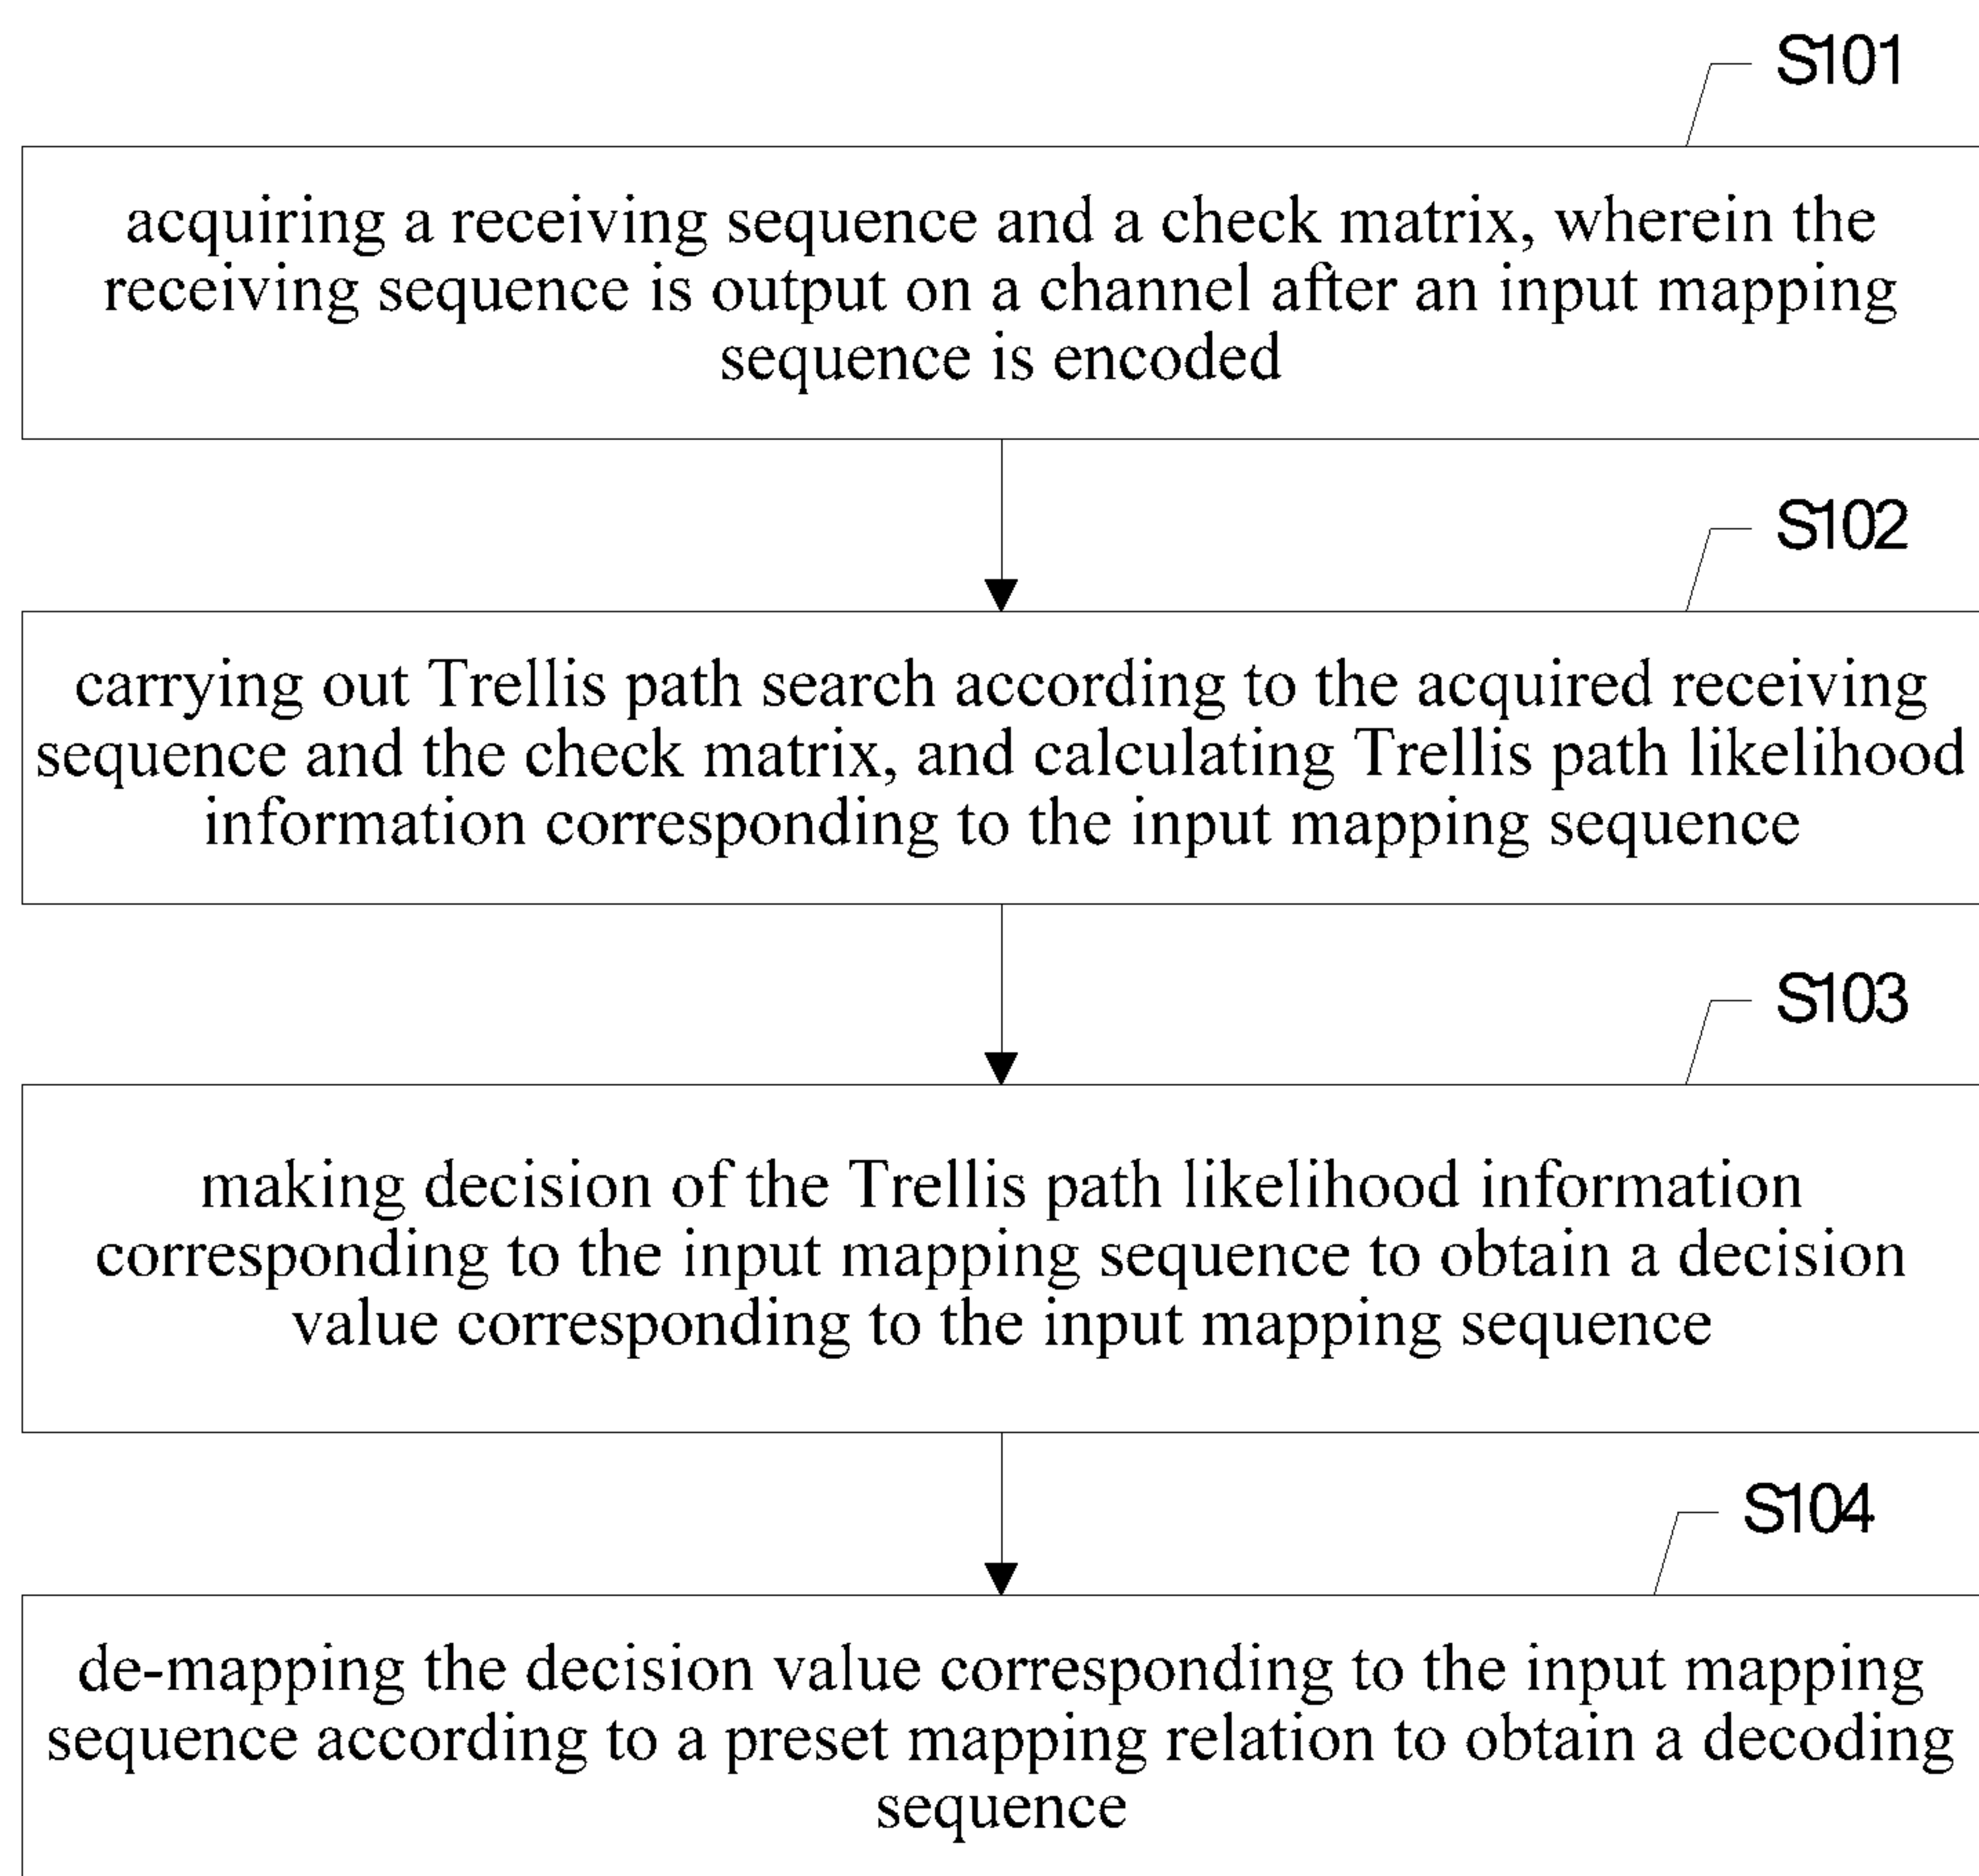 S101
acquiring a receiving sequence and a check matrix, wherein the
receiving sequence is output on a channel after an input mapping
sequence is encoded
S102
carrying out Trellis path search according to the acquired receiving
sequence and the check matrix, and calculating Trellis path likelihood
information corresponding to the input mapping sequence
S103
making decision of the Trellis path likelihood information
corresponding to the input mapping sequence to obtain a decision
value corresponding to the input mapping sequence
S104
de-mapping the decision value corresponding to the input mapping
sequence according to a preset mapping relation to obtain a decoding
sequence